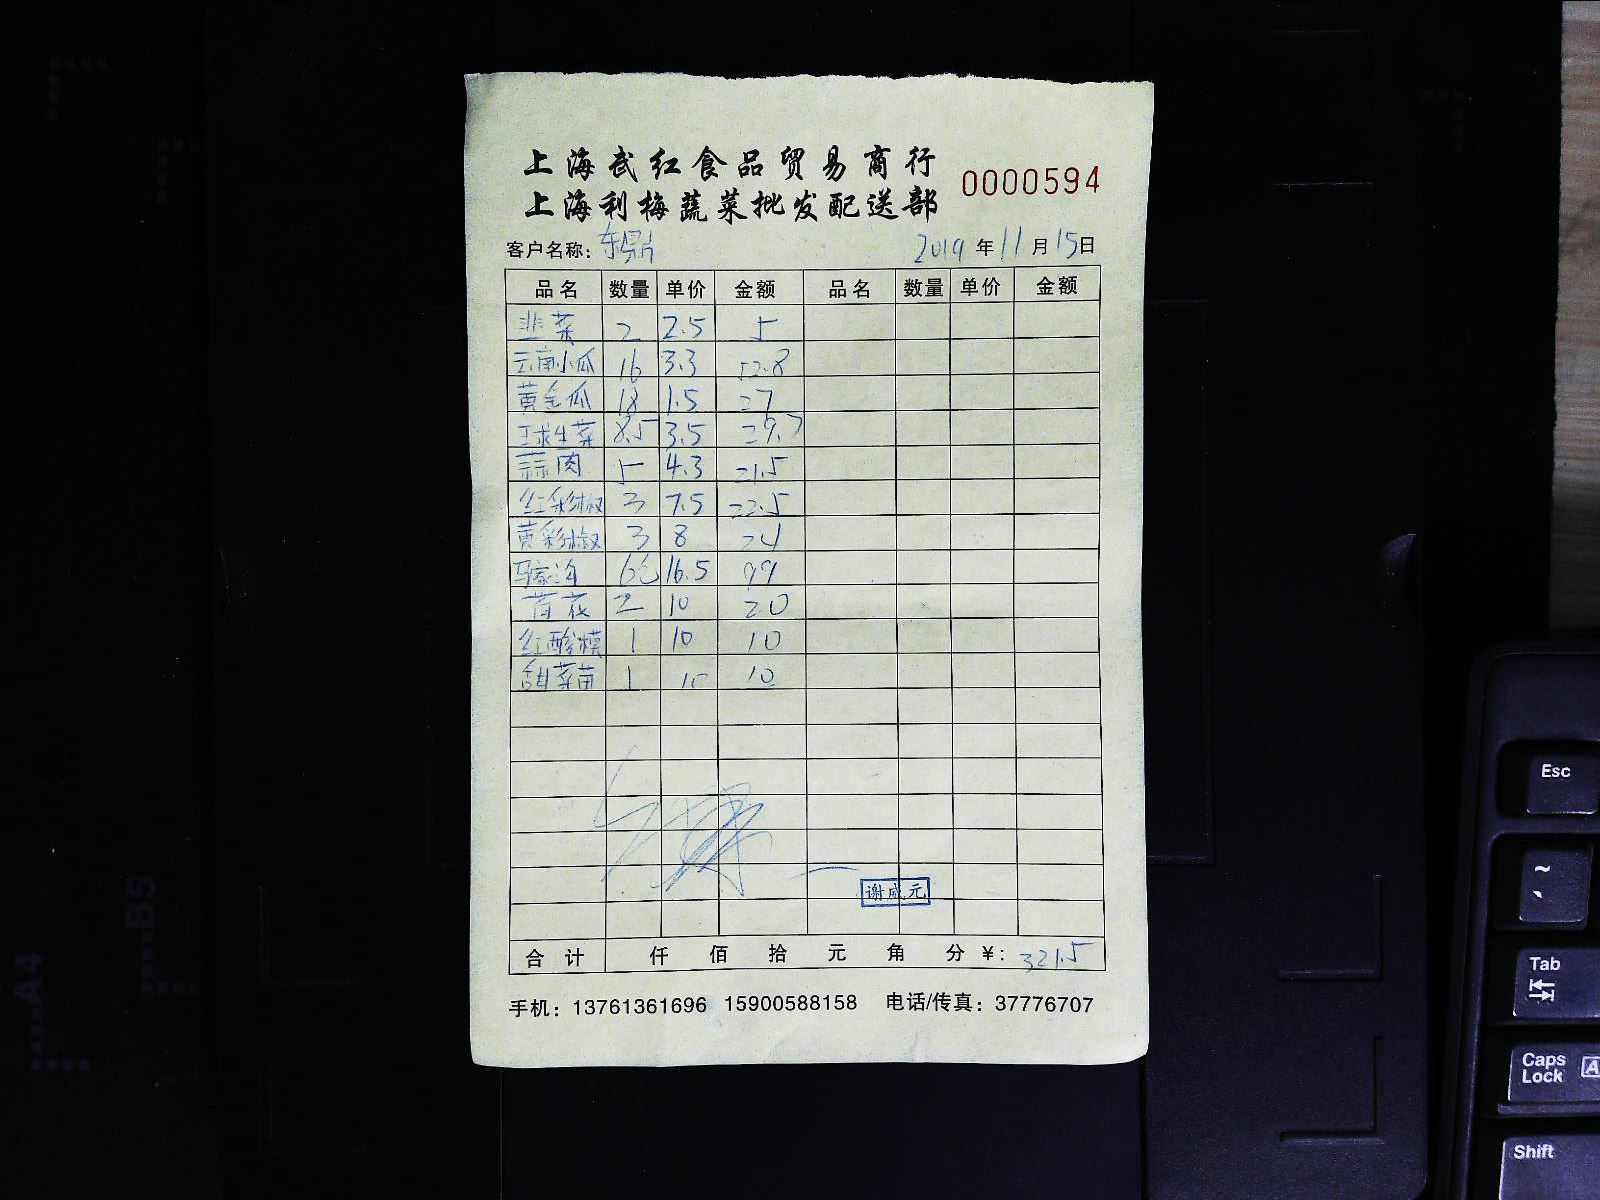 上海武红食品贸易商行
上海利梅蔬菜批发配送部 0000594
客户名称: 东鼎 2019 年 11 月 15 日
品名 数量 单价 金额 品名 数量 单价 金额
韭菜 2 2.5 5
云南小瓜 16 3.3 52.8
黄金瓜 18 1.5 27
球生菜 8.5 3.5 29.7
蒜肉 5 4.3 21.5
红彩椒 3 7.5 22.5
黄彩椒 3 8 24
16.5 99
荷花 2 10 20
红酸模 1 10 10
甜菜苗 1 10 10
谢成元
合计 仟 佰 拾 元 角 分 ¥: 321.5
手机: 13761361696 15900588158 电话/传真: 37776707
A4
B5
Esc
~
Tab
Caps Lock A
Shift